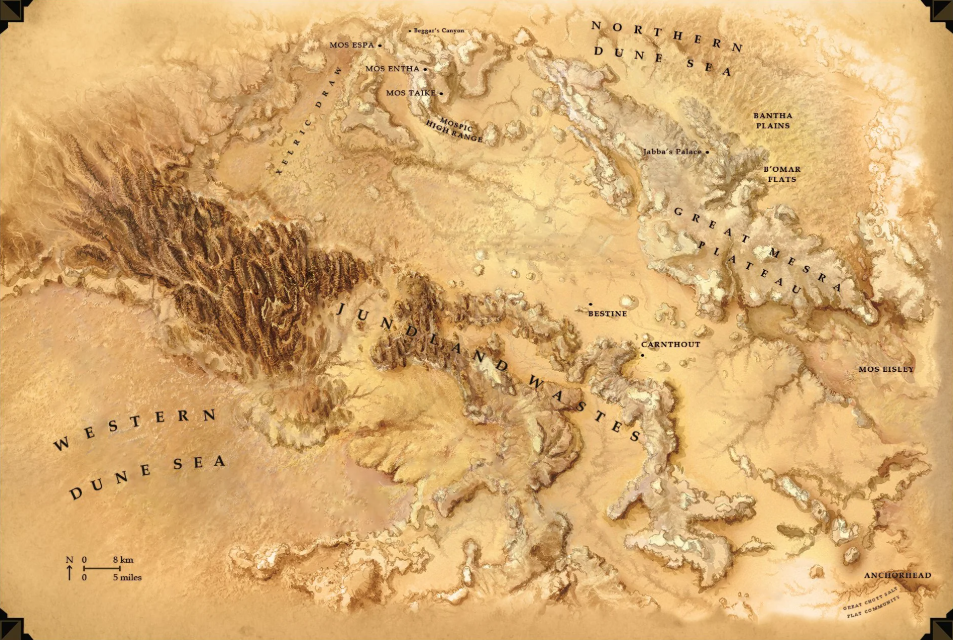 NORTHERN
DUNE SEA
Beggar's Canyon
MOS ESPA
MOS ENTHA
MOS TAIKE
XELRIC DRAW
MOSPIC
HIGH RANGE
BANTHA
PLAINS
Jabba's Palace
B'OMAR
FLATS
GREAT MESRA
PLATEAU
JUNDLAND WASTES
BESTINE
CARNTHOUT
MOS EISLEY
WESTERN
DUNE SEA
N 0 8 km
0 5 miles
ANCHORHEAD
GREAT CHOTT SALT
FLAT COMMUNITY